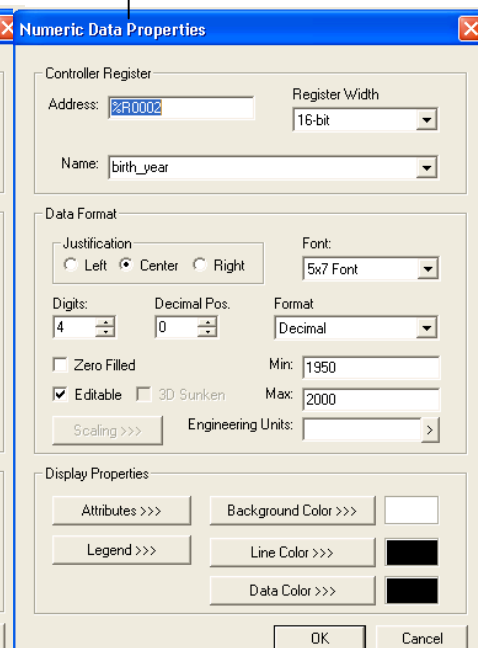 Numeric Data Properties
Controller Register
Address: %R0002
Register Width
16-bit
Name: birth_year
Data Format
Justification
Left Center Right
Font:
5x7 Font
Digits: Decimal Pos. Format
4 0 Decimal
Zero Filled
Min: 1950
Editable 3D Sunken
Max: 2000
Scaling >>>
Engineering Units: >
Display Properties
Attributes >>> Background Color >>>
Legend >>> Line Color >>>
Data Color >>>
OK Cancel